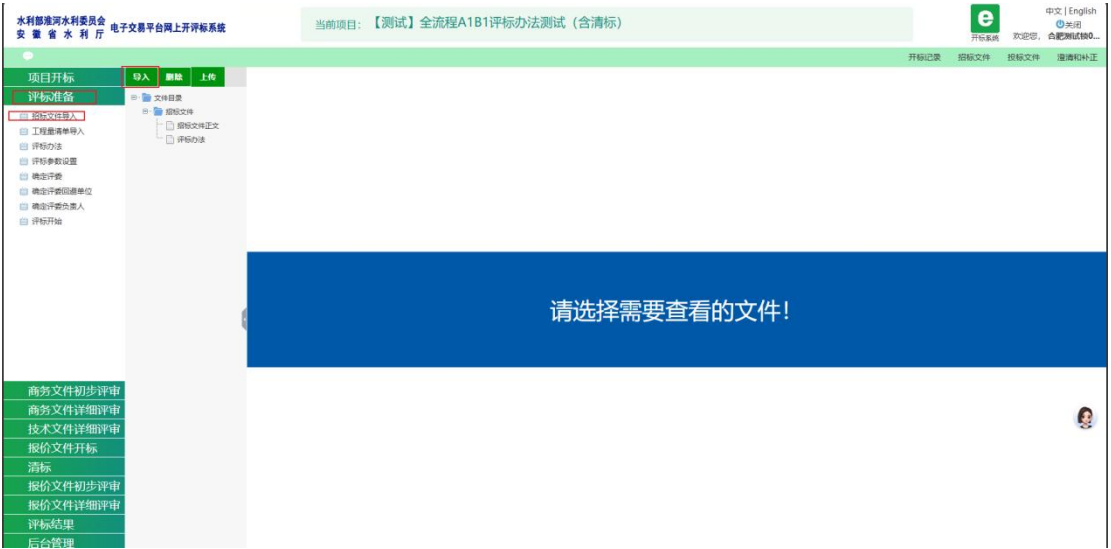 水利部淮河水利委员会
安徽省水利厅
电子交易平台网上开评标系统
当前项目：【测试】全流程A1B1评标办法测试（含清标）
e
开标系统
中文 | English
关闭
欢迎您，合肥测试锁0...
开标记录 招标文件 投标文件 澄清和补正
项目开标
评标准备
招标文件导入
工程量清单导入
评标办法
评标参数设置
确定评委
确定评委回避单位
确定评委负责人
评标开始
商务文件初步评审
商务文件详细评审
技术文件详细评审
报价文件开标
清标
报价文件初步评审
报价文件详细评审
评标结果
后台管理
导入 删除 上传
文件目录
招标文件
招标文件正文
评标办法
请选择需要查看的文件！